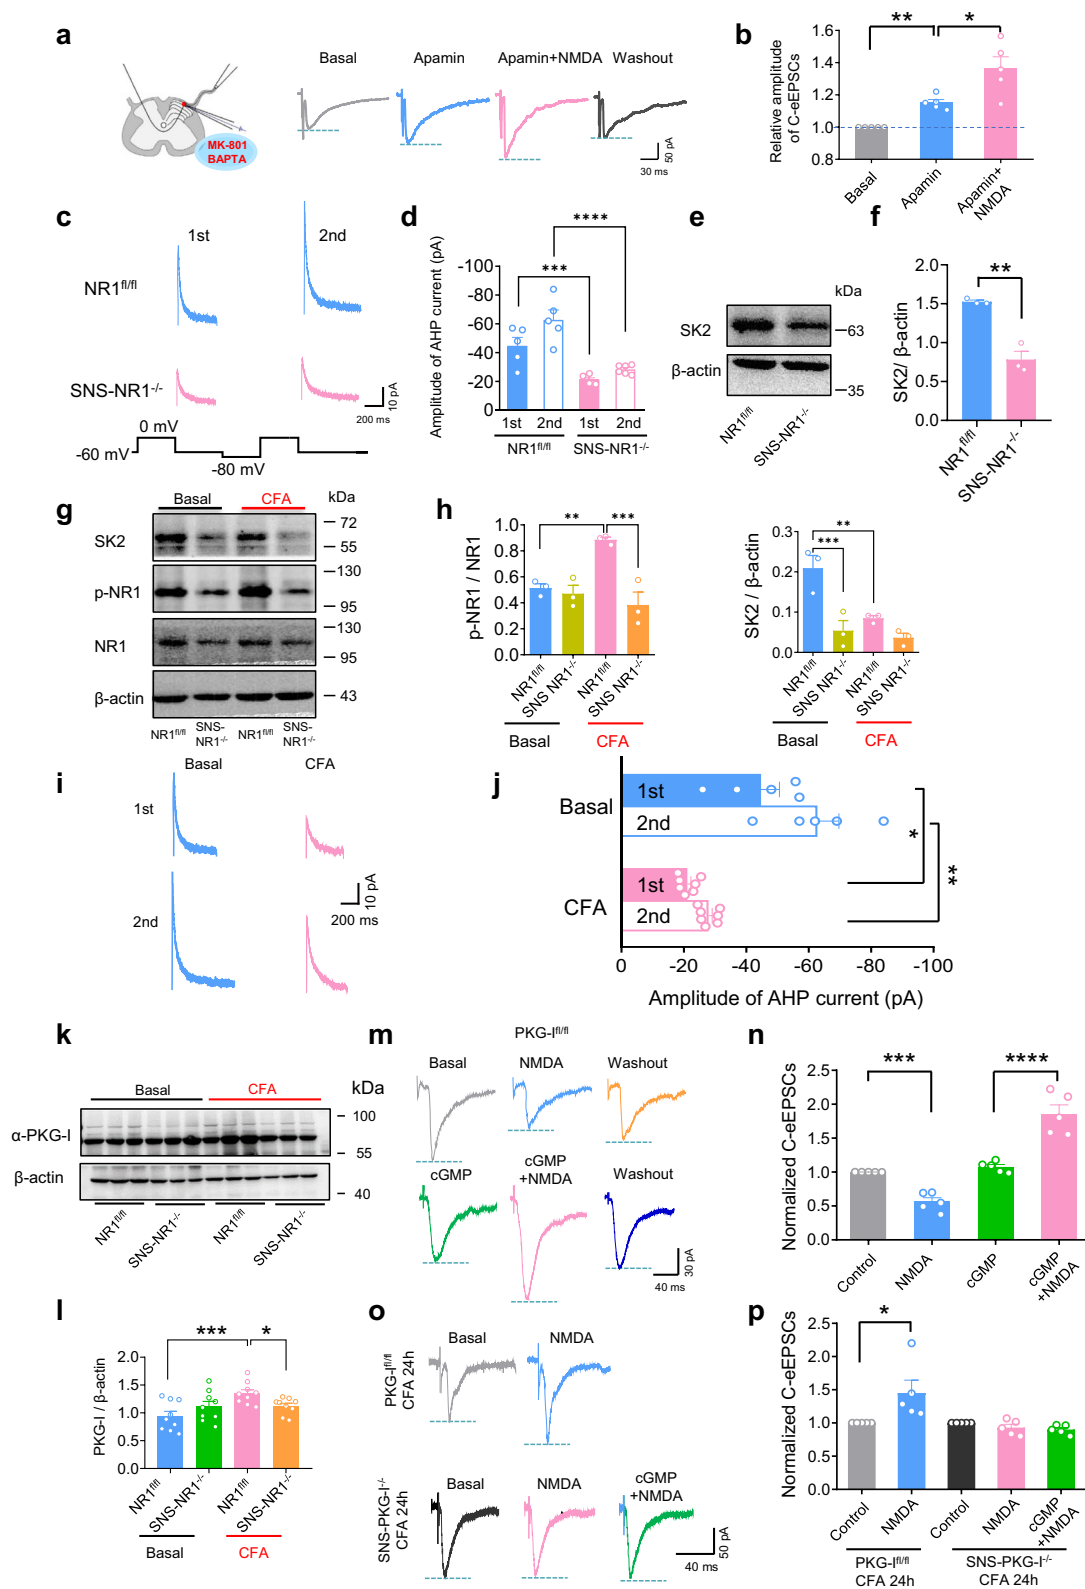 a
Basal
Apamin
Apamin+NMDA
Washout
MK-801
BAPTA
50 pA
30 ms
b
Relative amplitude
of C-eEPSCs
1.6
1.4
1.2
1.0
0.8
**
*
Basal
Apamin
Apamin+
NMDA
c
1st
2nd
NR1fl/fl
SNS-NR1-/-
10 pA
200 ms
0 mV
-60 mV
-80 mV
d
Amplitude of AHP current (pA)
-100
-80
-60
-40
-20
0
****
***
1st
2nd
1st
2nd
NR1fl/fl
SNS-NR1-/-
e
kDa
SK2
63
β-actin
35
NR1fl/fl
SNS-NR1-/-
f
SK2/ β-actin
2.0
1.5
1.0
0.5
0.0
**
NR1fl/fl
SNS-NR1-/-
g
Basal
CFA
kDa
SK2
72
55
p-NR1
130
95
NR1
130
95
β-actin
43
NR1fl/fl
SNS-
NR1-/-
NR1fl/fl
SNS-
NR1-/-
h
p-NR1 / NR1
1.0
0.8
0.6
0.4
0.2
0.0
**
***
NR1fl/fl
SNS NR1-/-
NR1fl/fl
SNS NR1-/-
Basal
CFA
SK2 / β-actin
0.3
0.2
0.1
0.0
**
***
NR1fl/fl
SNS NR1-/-
NR1fl/fl
SNS NR1-/-
Basal
CFA
i
Basal
CFA
1st
2nd
10 pA
200 ms
j
Basal
1st
2nd
CFA
1st
2nd
*
**
0
-20
-40
-60
-80
-100
Amplitude of AHP current (pA)
k
Basal
CFA
kDa
α-PKG-I
100
55
β-actin
40
NR1fl/fl
SNS-NR1-/-
NR1fl/fl
SNS-NR1-/-
l
PKG-I / β-actin
2.0
1.5
1.0
0.5
0.0
***
*
NR1fl/fl
SNS-NR1-/-
NR1fl/fl
SNS-NR1-/-
Basal
CFA
m
PKG-Ifl/fl
Basal
NMDA
Washout
cGMP
cGMP
+NMDA
Washout
30 pA
40 ms
n
Normalized C-eEPSCs
2.5
2.0
1.5
1.0
0.5
0.0
***
****
Control
NMDA
cGMP
cGMP
+NMDA
o
PKG-Ifl/fl
CFA 24h
Basal
NMDA
SNS-PKG-I-/-
CFA 24h
Basal
NMDA
cGMP
+NMDA
50 pA
40 ms
p
Normalized C-eEPSCs
2.5
2.0
1.5
1.0
0.5
0.0
*
Control
NMDA
Control
NMDA
cGMP
+NMDA
PKG-Ifl/fl
CFA 24h
SNS-PKG-I-/-
CFA 24h